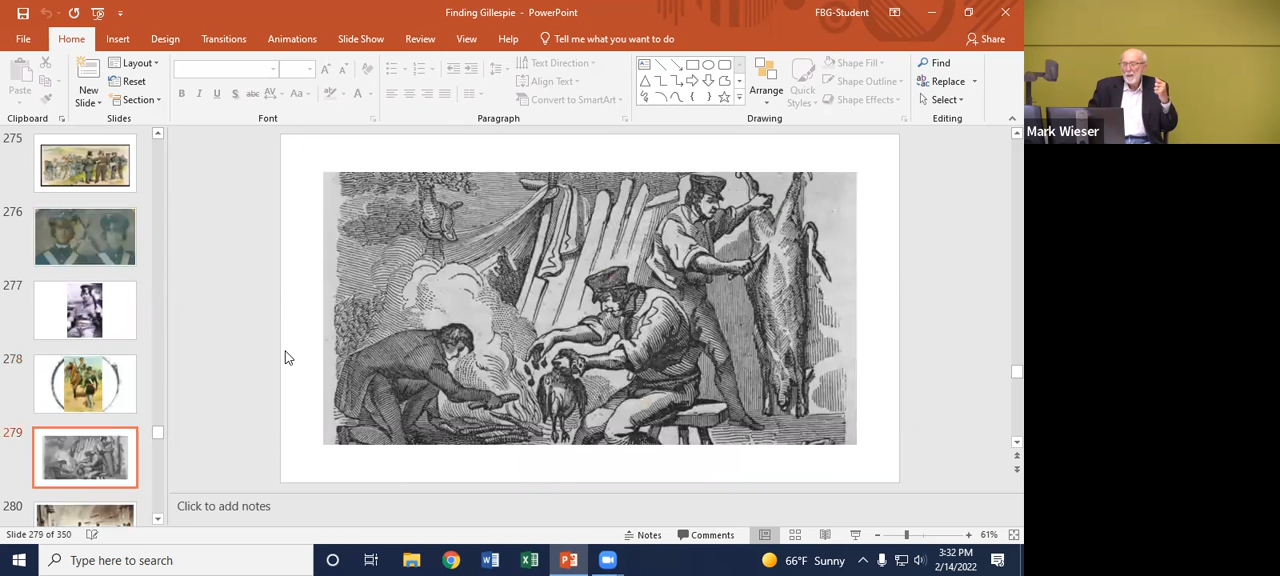 Finding Gillespie - PowerPoint
FBG-Student
File
Home
Insert
Design
Transitions
Animations
Slide Show
Review
View
Help
Tell me what you want to do
Share
Paste
New
Slide
Layout
Reset
Section
B I U S abc AV Aa
A
Text Direction
Align Text
Convert to SmartArt
Arrange
Quick
Styles
Shape Fill
Shape Outline
Shape Effects
Find
Replace
Select
Clipboard
Slides
Font
Paragraph
Drawing
Editing
Mark Wieser
275
276
277
278
279
280
Click to add notes
Slide 279 of 350
Notes
Comments
61%
Type here to search
66°F Sunny
3:32 PM
2/14/2022